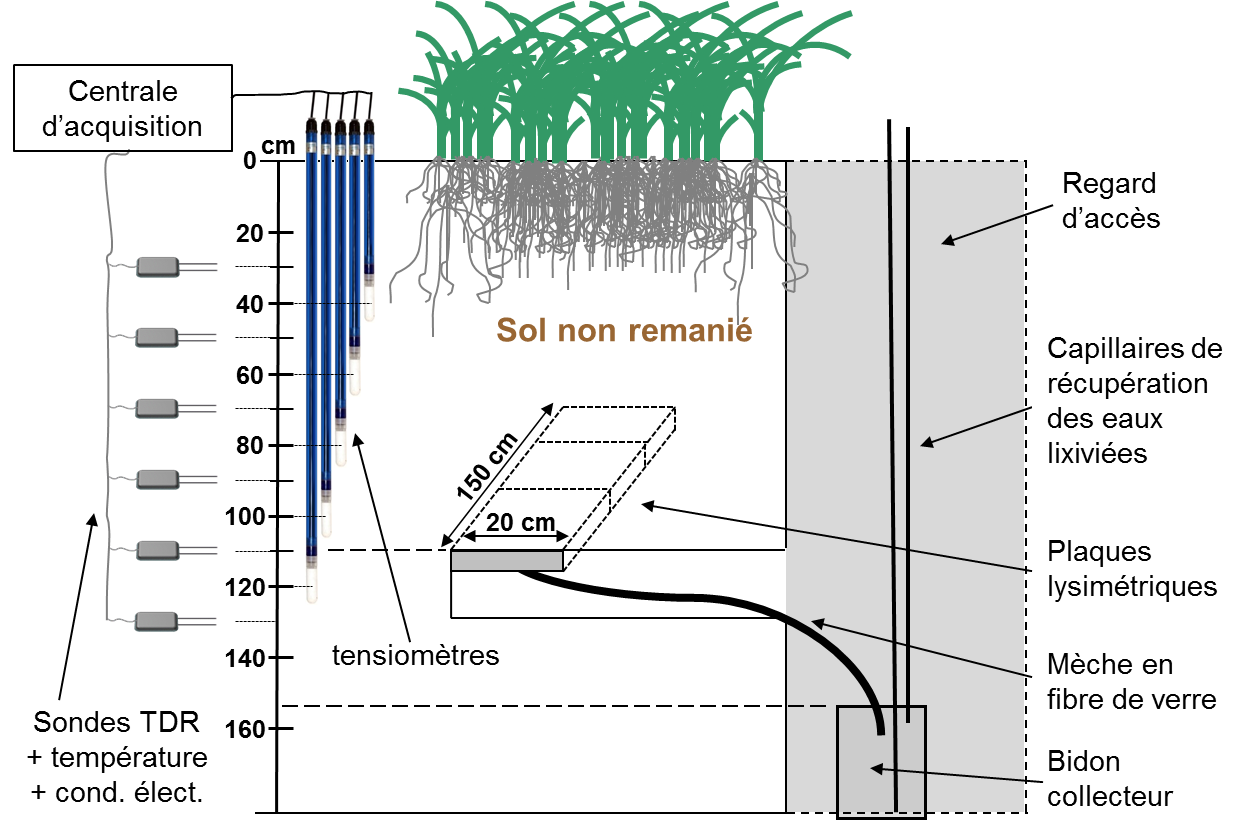 Centrale
d’acquisition
cm
0
20
40
60
80
100
120
140
160
Sol non remanié
150 cm
20 cm
tensiomètres
Sondes TDR
+ température
+ cond. élect.
Regard
d’accès
Capillaires de
récupération
des eaux
lixiviées
Plaques
lysimétriques
Mèche en
fibre de verre
Bidon
collecteur